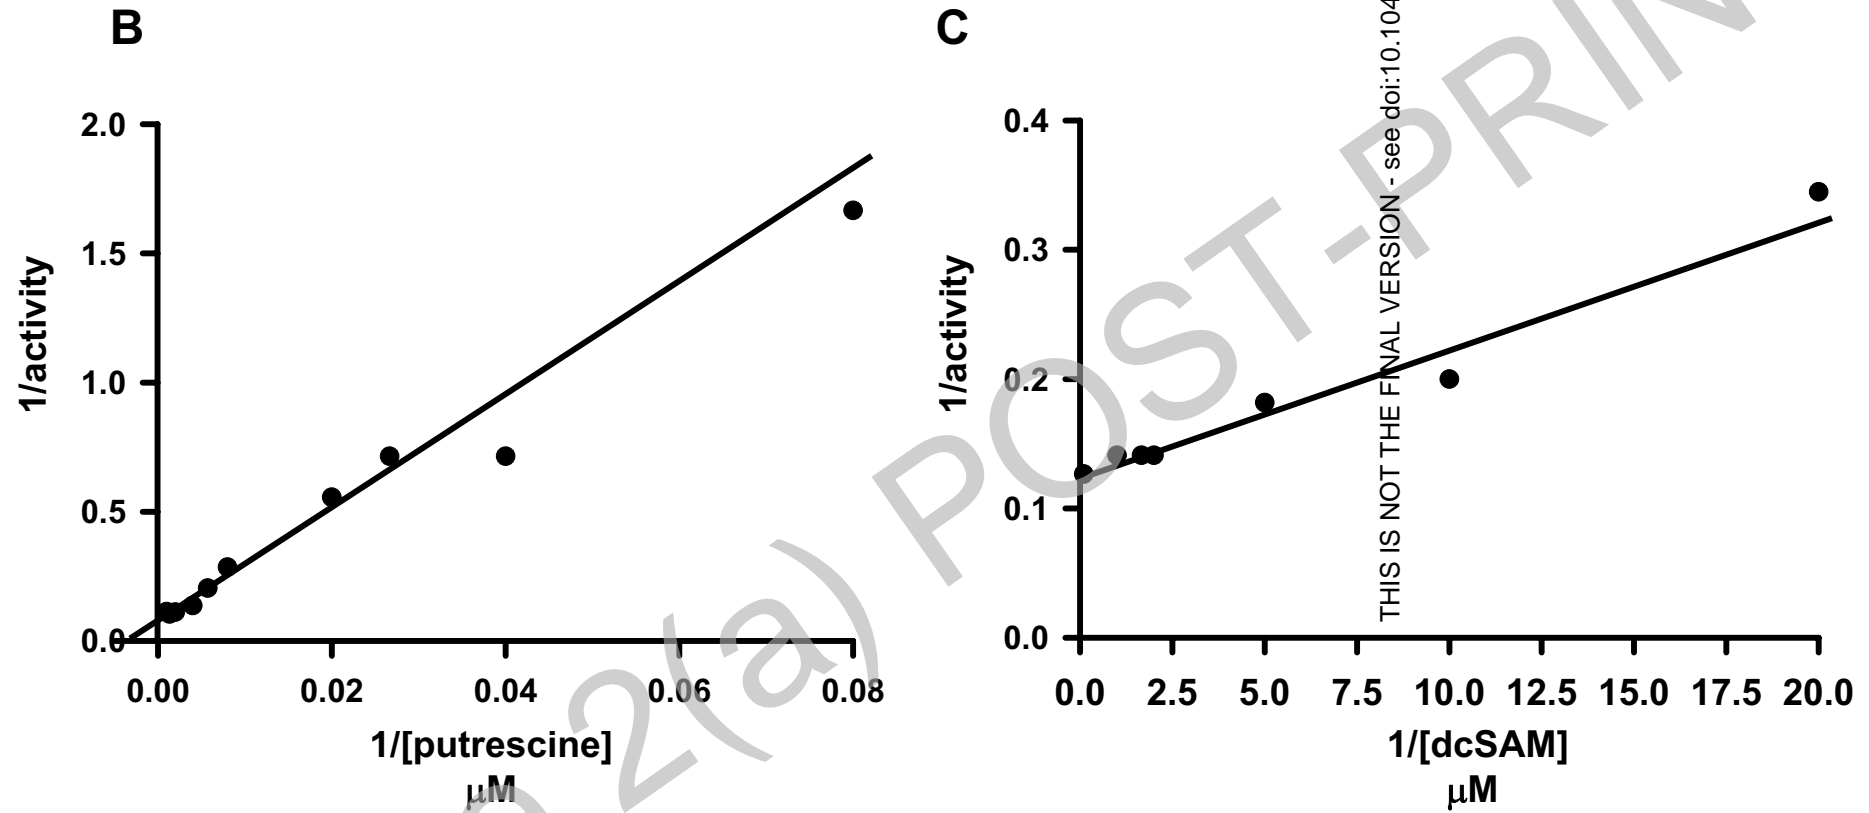 B
2.0
1.5
1.0
0.5
0.0
1/activity
0.00 0.02 0.04 0.06 0.08
1/[putrescine]
μM
C
0.4
0.3
0.2
0.1
0.0
1/activity
0.0 2.5 5.0 7.5 10.0 12.5 15.0 17.5 20.0
1/[dcSAM]
μM
THIS IS NOT THE FINAL VERSION - see doi:10.104
2(a) POST-PRIN